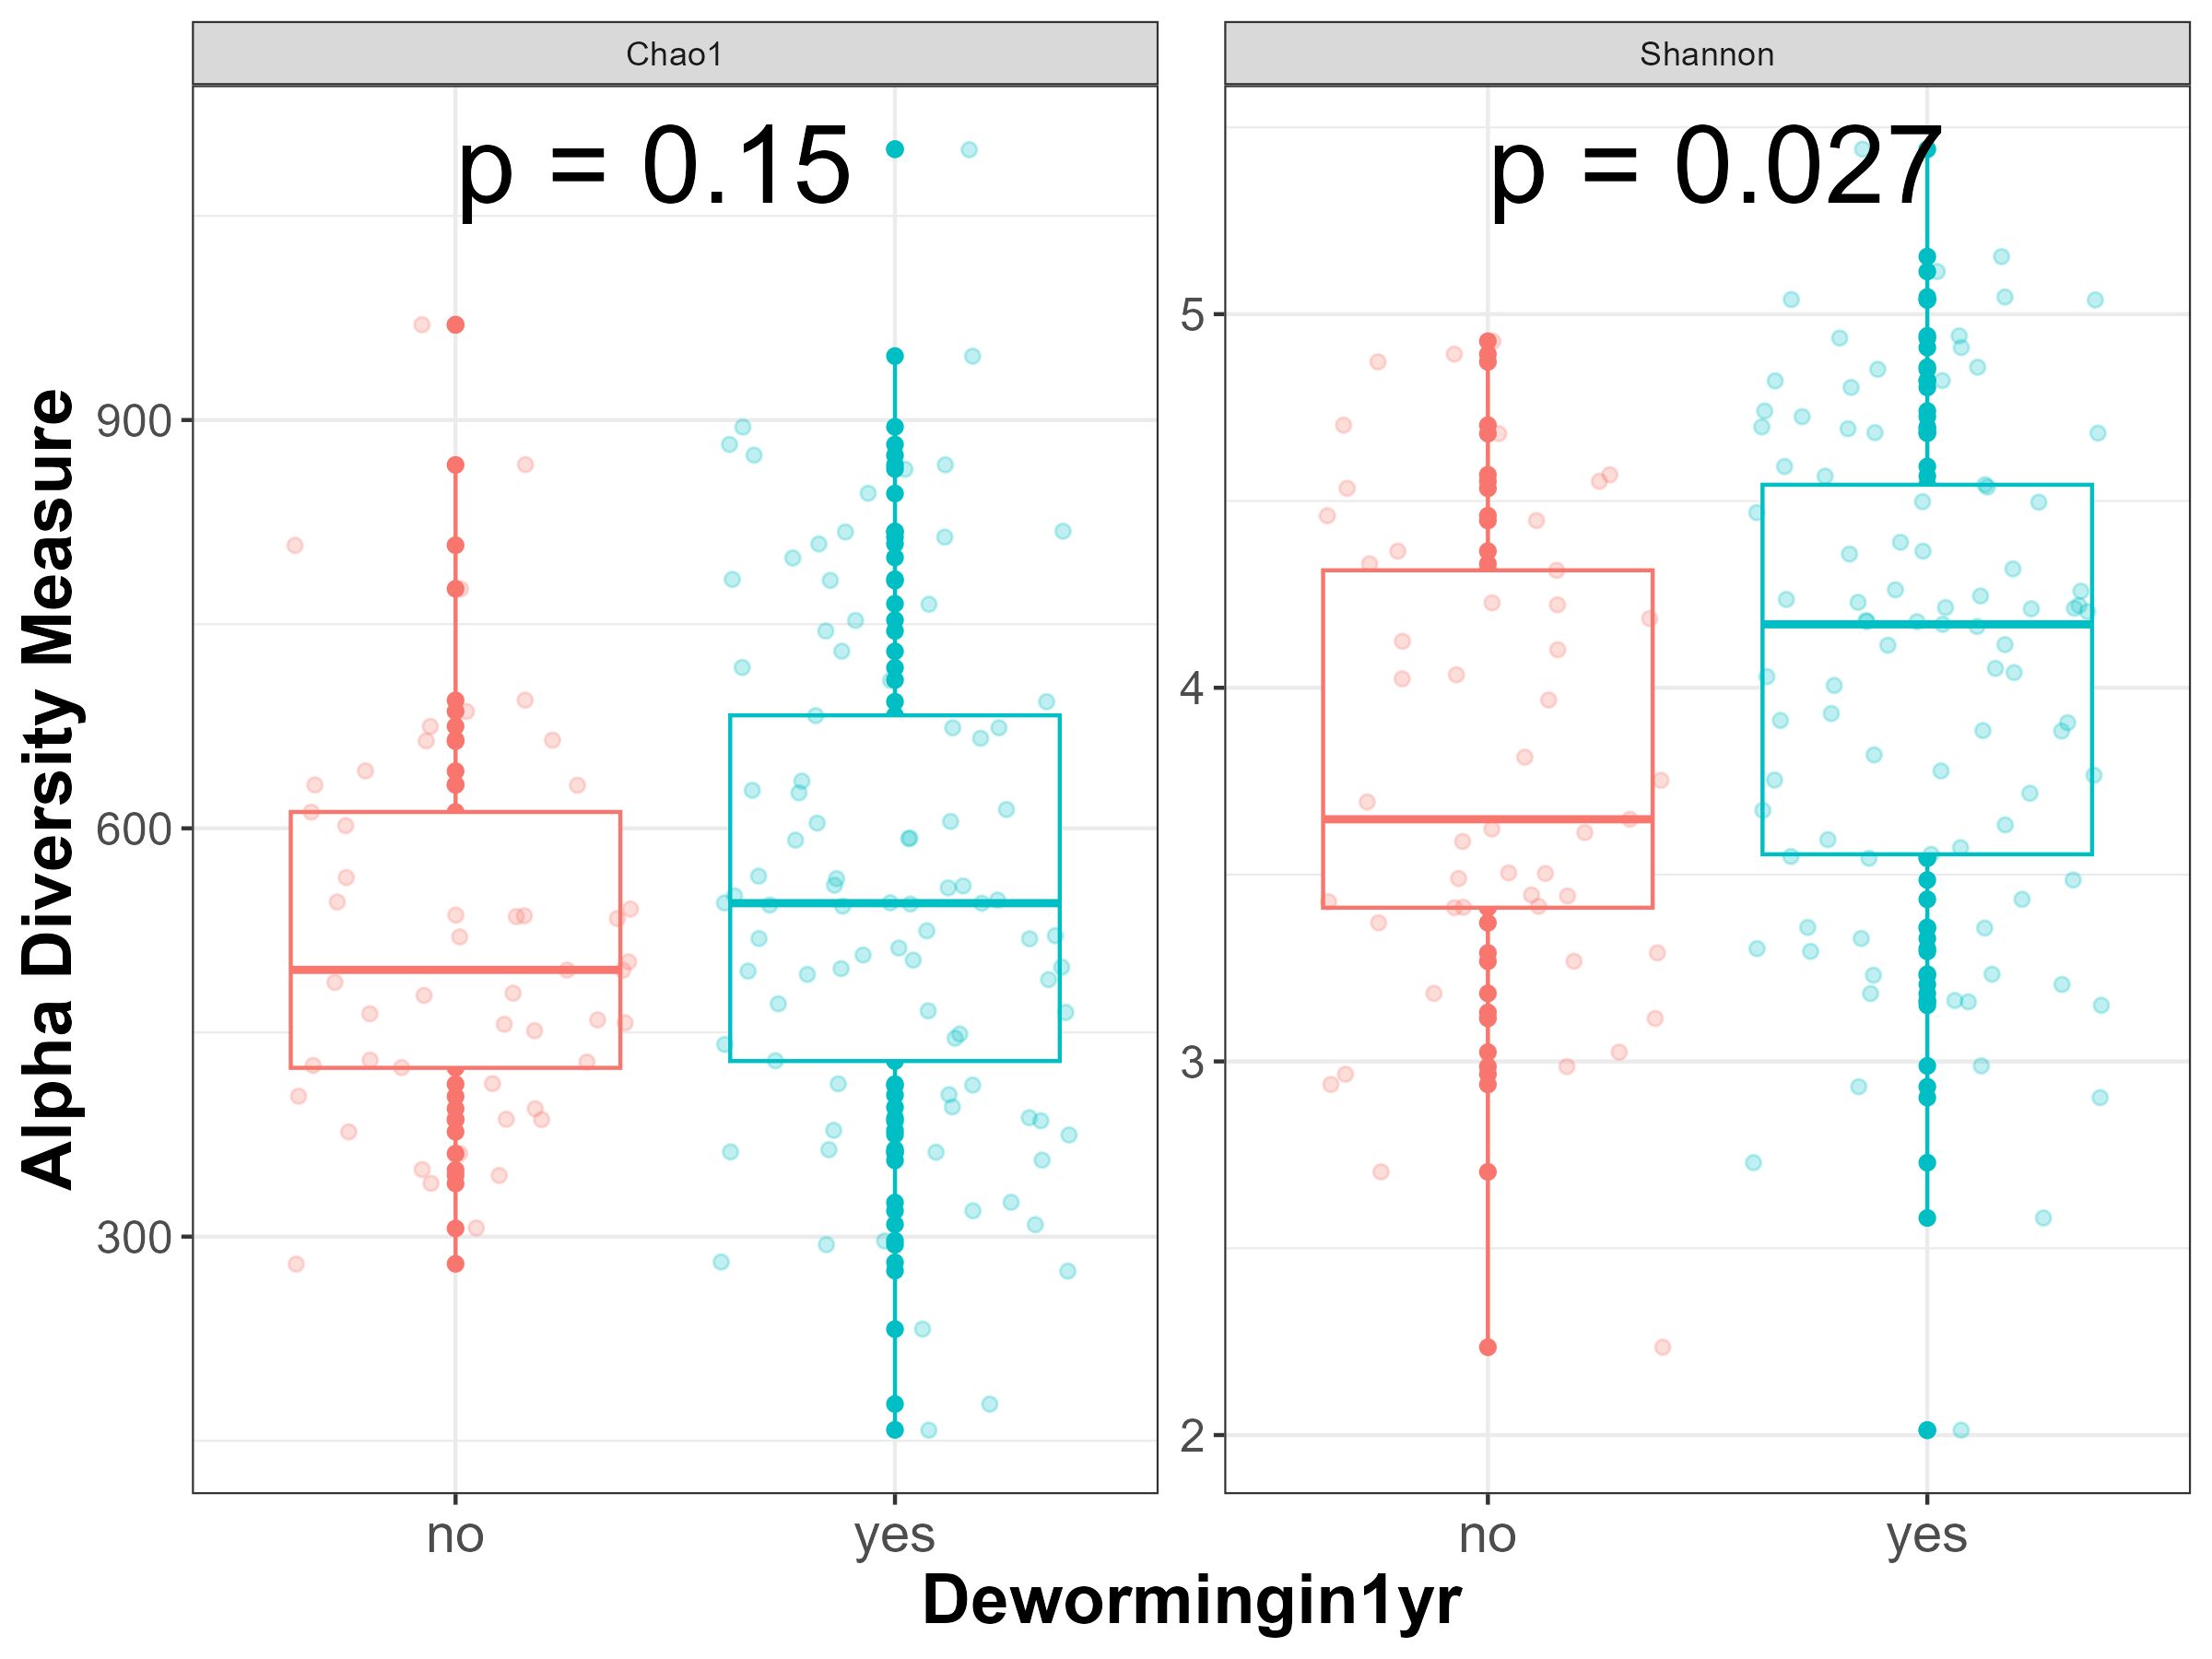 Chao1
Shannon
p = 0.15
p = 0.027
Alpha Diversity Measure
900
600
300
5
4
3
2
no
yes
no
yes
Dewormingin1yr